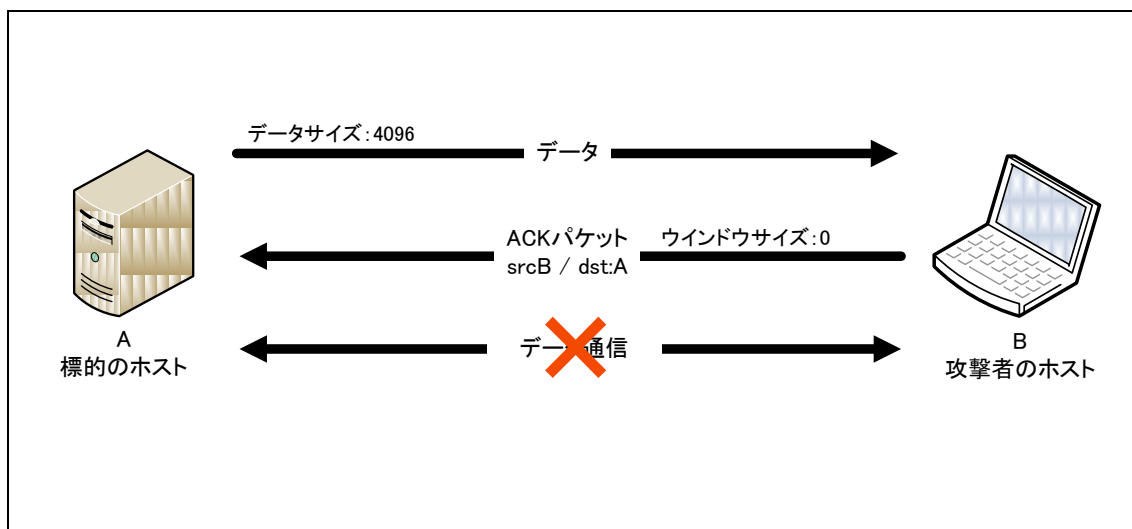 データサイズ:4096
データ
ACKパケット
ウインドウサイズ:0
srcB / dst:A
データ通信
A
標的のホスト
B
攻撃者のホスト